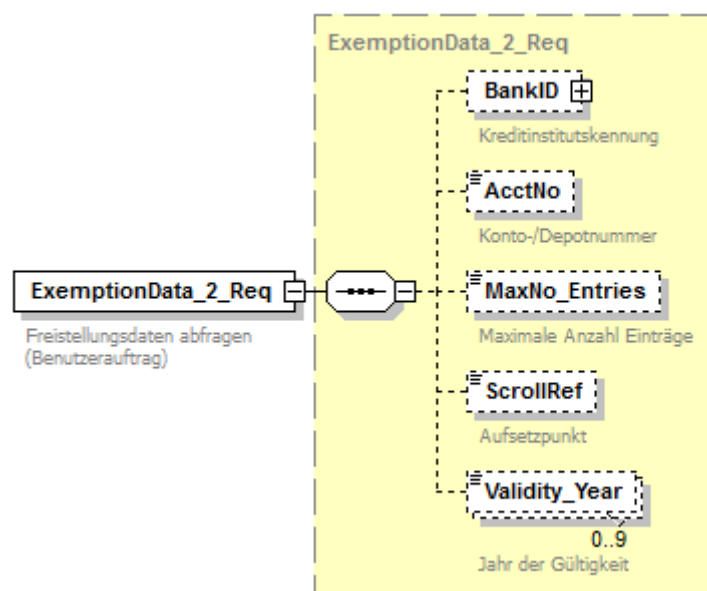 ExemptionData_2_Req
BankID
Kreditinstitutskennung
AcctNo
Konto-/Depotnummer
ExemptionData_2_Req
Freistellungsdaten abfragen
(Benutzerauftrag)
MaxNo_Entries
Maximale Anzahl Einträge
ScrollRef
Aufsetzpunkt
Validity_Year
0..9
Jahr der Gültigkeit